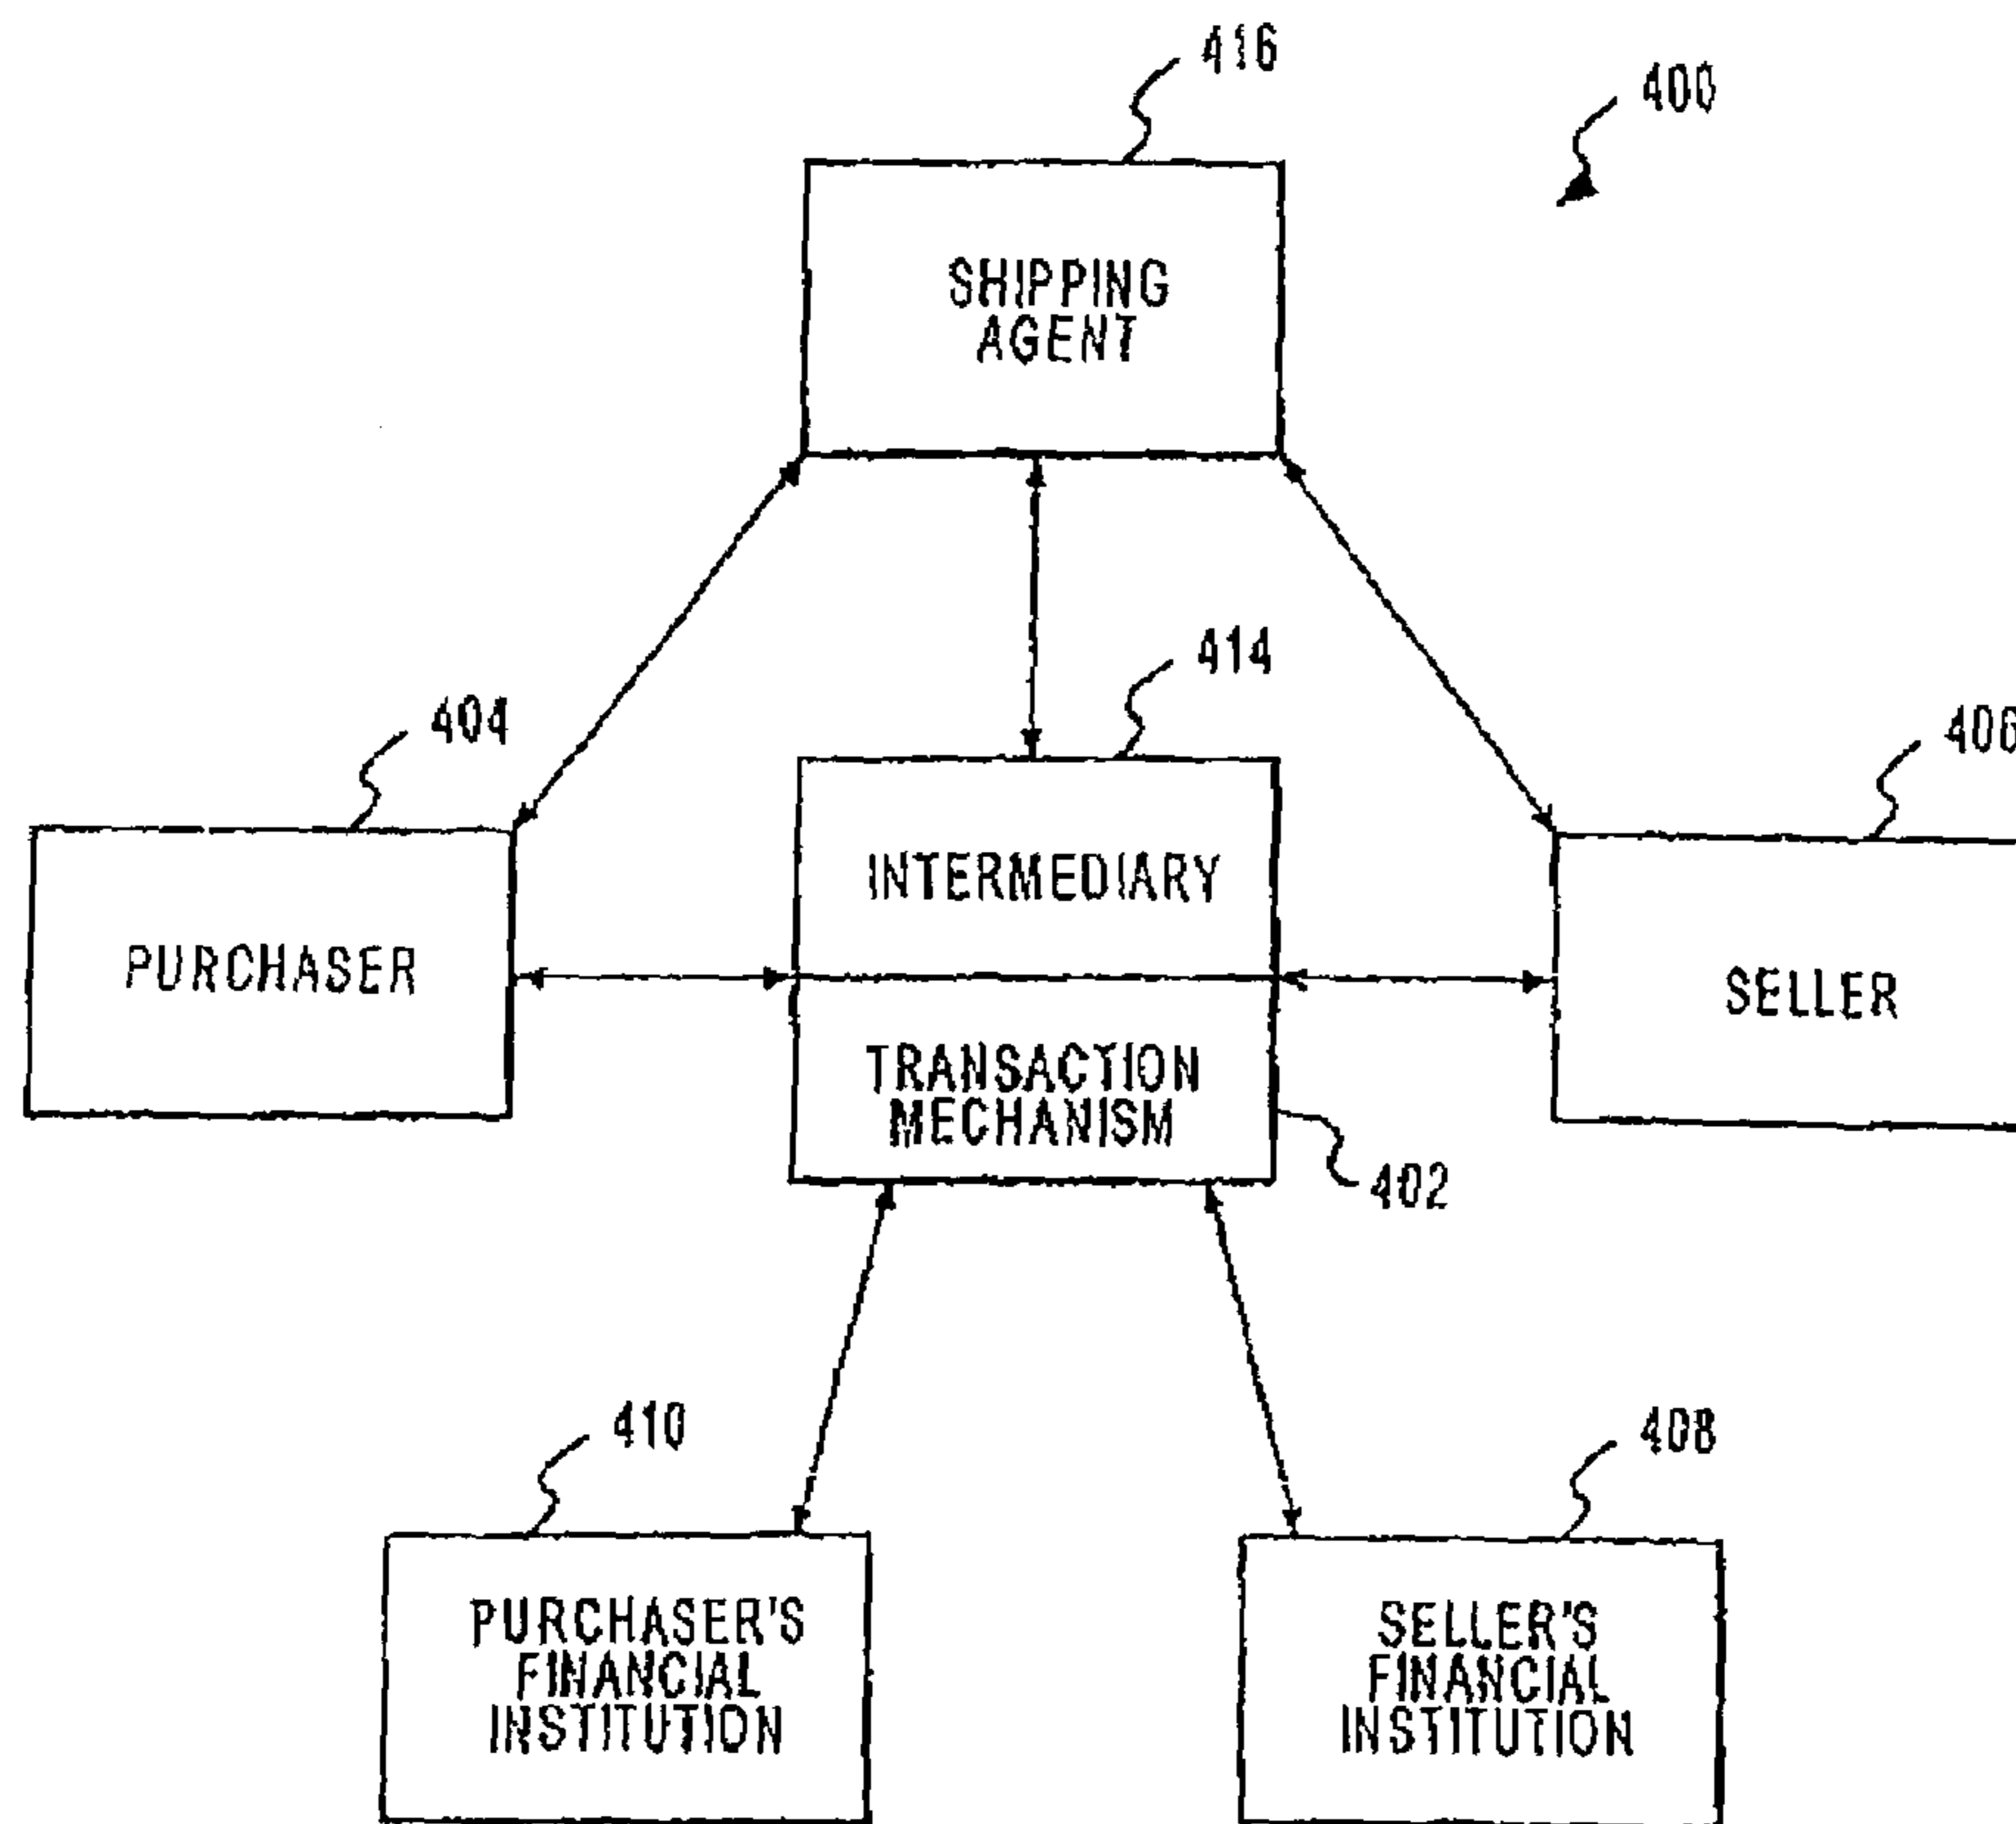 416
400
SHIPPING
AGENT
414
404
406
INTERMEDIARY
PURCHASER
SELLER
TRANSACTION
MECHANISM
402
410
408
PURCHASER'S
FINANCIAL
INSTITUTION
SELLER'S
FINANCIAL
INSTITUTION